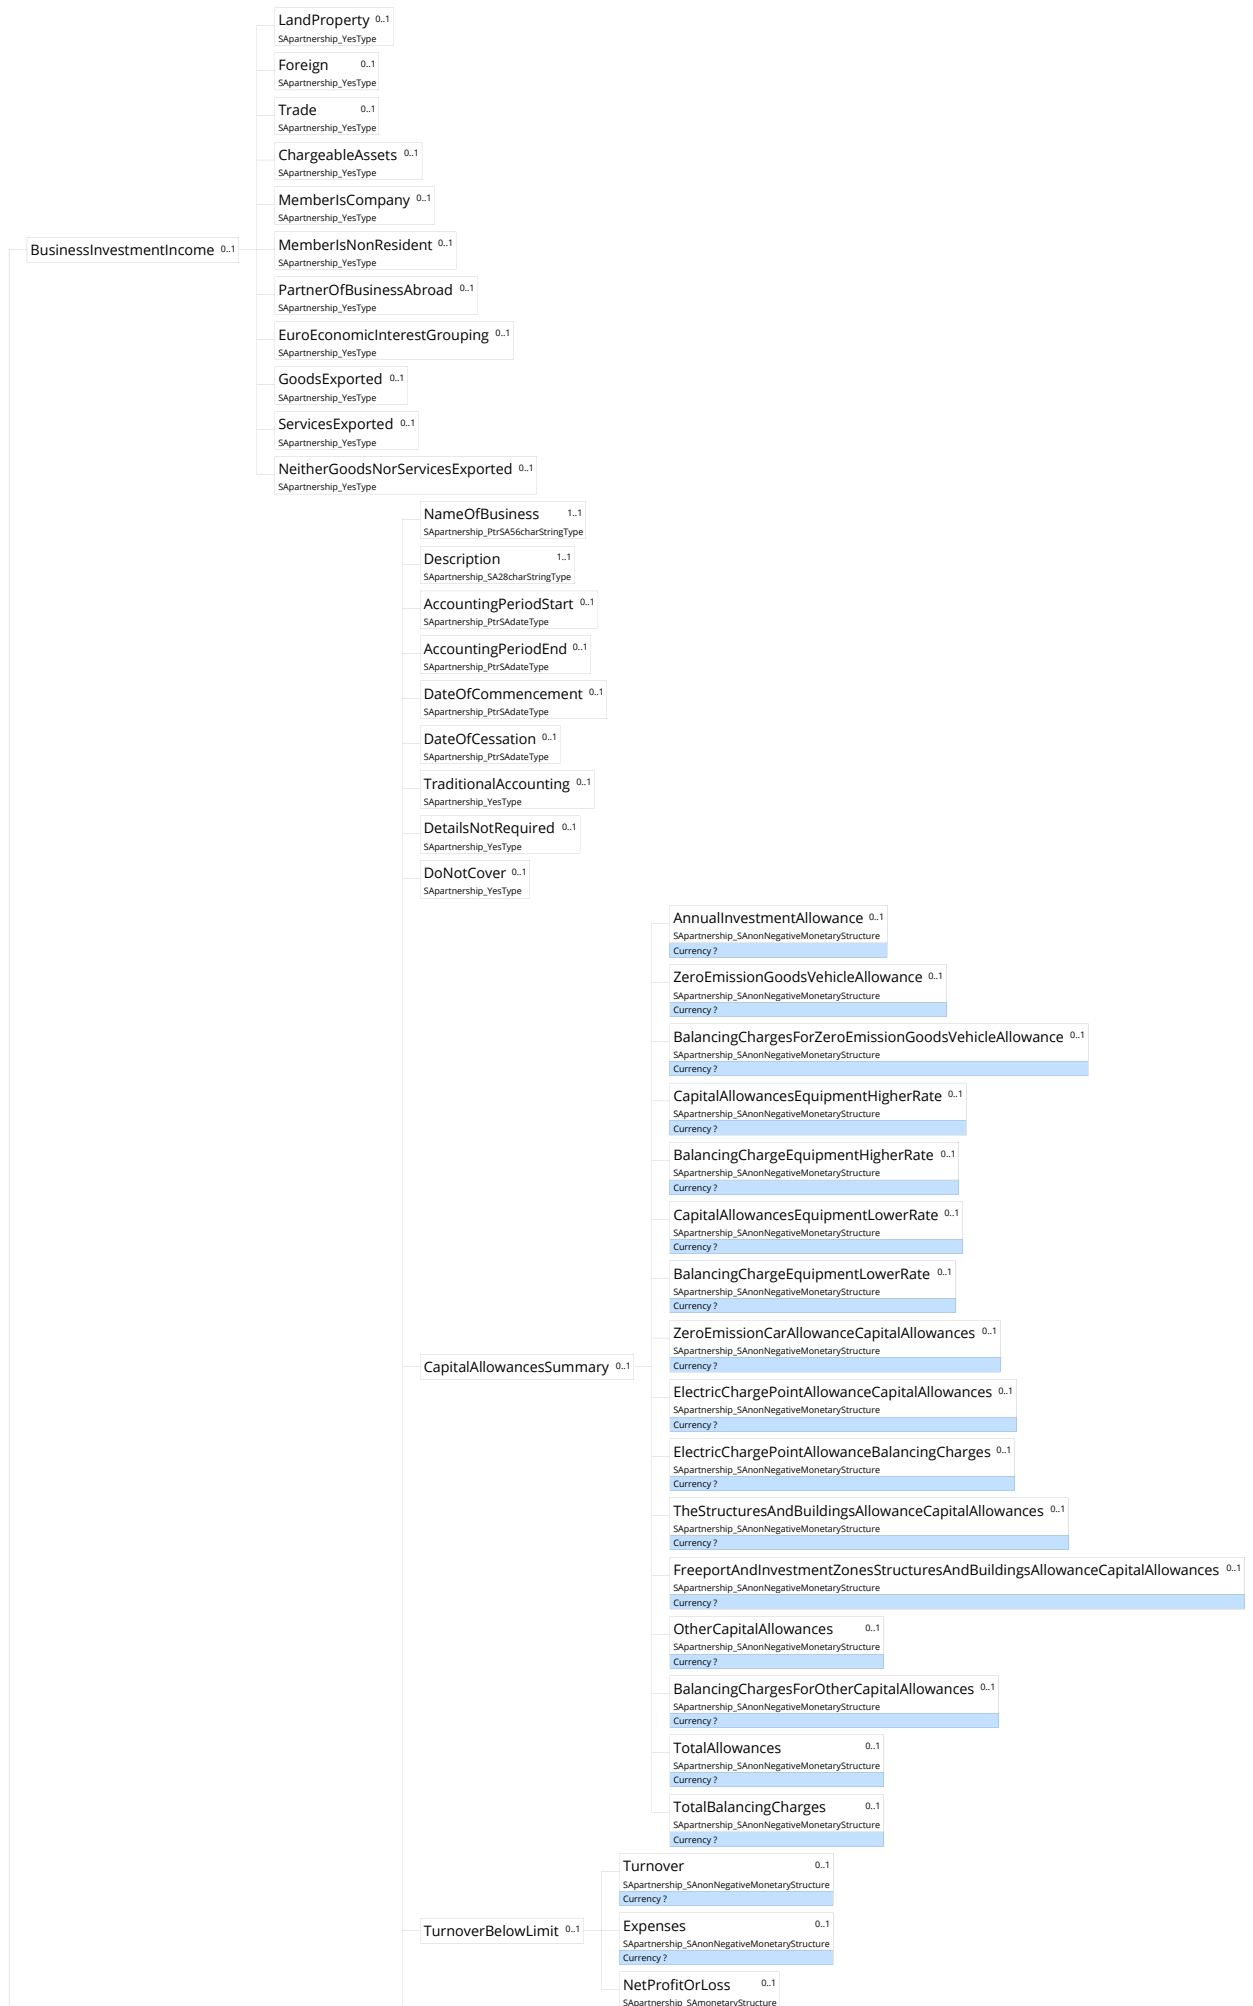 LandProperty 0..1
SApartnership_YesType
Foreign 0..1
SApartnership_YesType
Trade 0..1
SApartnership_YesType
ChargeableAssets 0..1
SApartnership_YesType
MemberIsCompany 0..1
SApartnership_YesType
BusinessInvestmentIncome 0..1
MemberIsNonResident 0..1
SApartnership_YesType
PartnerOfBusinessAbroad 0..1
SApartnership_YesType
EuroEconomicInterestGrouping 0..1
SApartnership_YesType
GoodsExported 0..1
SApartnership_YesType
ServicesExported 0..1
SApartnership_YesType
NeitherGoodsNorServicesExported 0..1
SApartnership_YesType
NameOfBusiness 1..1
SApartnership_PtrSA56charStringType
Description 1..1
SApartnership_SA28charStringType
AccountingPeriodStart 0..1
SApartnership_PtrSAdateType
AccountingPeriodEnd 0..1
SApartnership_PtrSAdateType
DateOfCommencement 0..1
SApartnership_PtrSAdateType
DateOfCessation 0..1
SApartnership_PtrSAdateType
TraditionalAccounting 0..1
SApartnership_YesType
DetailsNotRequired 0..1
SApartnership_YesType
DoNotCover 0..1
SApartnership_YesType
AnnualInvestmentAllowance 0..1
SApartnership_SAnonNegativeMonetaryStructure
Currency ?
ZeroEmissionGoodsVehicleAllowance 0..1
SApartnership_SAnonNegativeMonetaryStructure
Currency ?
BalancingChargesForZeroEmissionGoodsVehicleAllowance 0..1
SApartnership_SAnonNegativeMonetaryStructure
Currency ?
CapitalAllowancesEquipmentHigherRate 0..1
SApartnership_SAnonNegativeMonetaryStructure
Currency ?
BalancingChargeEquipmentHigherRate 0..1
SApartnership_SAnonNegativeMonetaryStructure
Currency ?
CapitalAllowancesEquipmentLowerRate 0..1
SApartnership_SAnonNegativeMonetaryStructure
Currency ?
BalancingChargeEquipmentLowerRate 0..1
SApartnership_SAnonNegativeMonetaryStructure
Currency ?
ZeroEmissionCarAllowanceCapitalAllowances 0..1
SApartnership_SAnonNegativeMonetaryStructure
Currency ?
CapitalAllowancesSummary 0..1
ElectricChargePointAllowanceCapitalAllowances 0..1
SApartnership_SAnonNegativeMonetaryStructure
Currency ?
ElectricChargePointAllowanceBalancingCharges 0..1
SApartnership_SAnonNegativeMonetaryStructure
Currency ?
TheStructuresAndBuildingsAllowanceCapitalAllowances 0..1
SApartnership_SAnonNegativeMonetaryStructure
Currency ?
FreeportAndInvestmentZonesStructuresAndBuildingsAllowanceCapitalAllowances 0..1
SApartnership_SAnonNegativeMonetaryStructure
Currency ?
OtherCapitalAllowances 0..1
SApartnership_SAnonNegativeMonetaryStructure
Currency ?
BalancingChargesForOtherCapitalAllowances 0..1
SApartnership_SAnonNegativeMonetaryStructure
Currency ?
TotalAllowances 0..1
SApartnership_SAnonNegativeMonetaryStructure
Currency ?
TotalBalancingCharges 0..1
SApartnership_SAnonNegativeMonetaryStructure
Currency ?
Turnover 0..1
SApartnership_SAnonNegativeMonetaryStructure
Currency ?
TurnoverBelowLimit 0..1
Expenses 0..1
SApartnership_SAnonNegativeMonetaryStructure
Currency ?
NetProfitOrLoss 0..1
SApartnership_SAmonetaryStructure